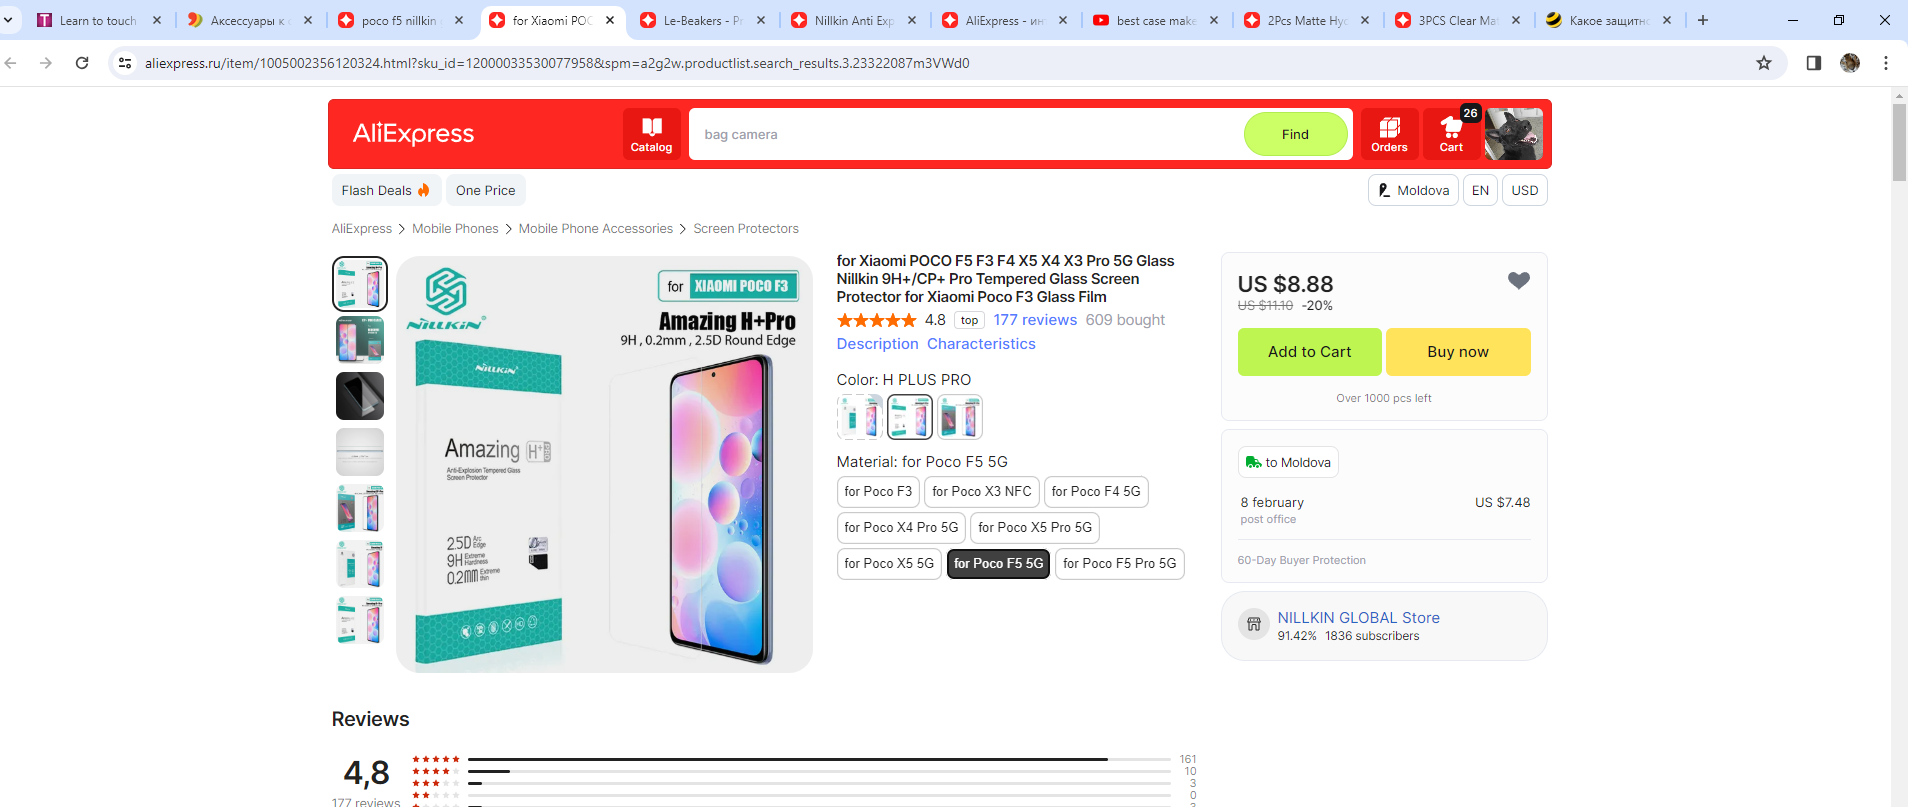 Learn to touch
Аксессуары к
poco f5 nillkin
for Xiaomi POC
Le-Beakers - Pr
Nillkin Anti Exp
AliExpress - ин
best case make
2Pcs Matte Hyd
3PCS Clear Mat
Какое защитно
aliexpress.ru/item/1005002356120324.html?sku_id=12000033530077958&spm=a2g2w.productlist.search_results.3.23322087m3VWd0
AliExpress
Catalog
bag camera
Find
Orders
26
Cart
Flash Deals
One Price
Moldova
EN
USD
AliExpress > Mobile Phones > Mobile Phone Accessories > Screen Protectors
NILLKIN
for XIAOMI POCO F3
Amazing H+Pro
9H , 0.2mm , 2.5D Round Edge
NILLKIN
Amazing H+ PRO
Anti-Explosion Tempered Glass
Screen Protector
2.5D Arc Edge
9H Extreme Hardness
0.2mm Extreme thin
for Xiaomi POCO F5 F3 F4 X5 X4 X3 Pro 5G Glass
Nillkin 9H+/CP+ Pro Tempered Glass Screen
Protector for Xiaomi Poco F3 Glass Film
4.8 top 177 reviews 609 bought
Description Characteristics
Color: H PLUS PRO
Material: for Poco F5 5G
for Poco F3
for Poco X3 NFC
for Poco F4 5G
for Poco X4 Pro 5G
for Poco X5 Pro 5G
for Poco X5 5G
for Poco F5 5G
for Poco F5 Pro 5G
US $8.88
US $11.10 -20%
Add to Cart
Buy now
Over 1000 pcs left
to Moldova
8 february US $7.48
post office
60-Day Buyer Protection
NILLKIN GLOBAL Store
91.42% 1836 subscribers
Reviews
4,8
177 reviews
161
10
3
0
3